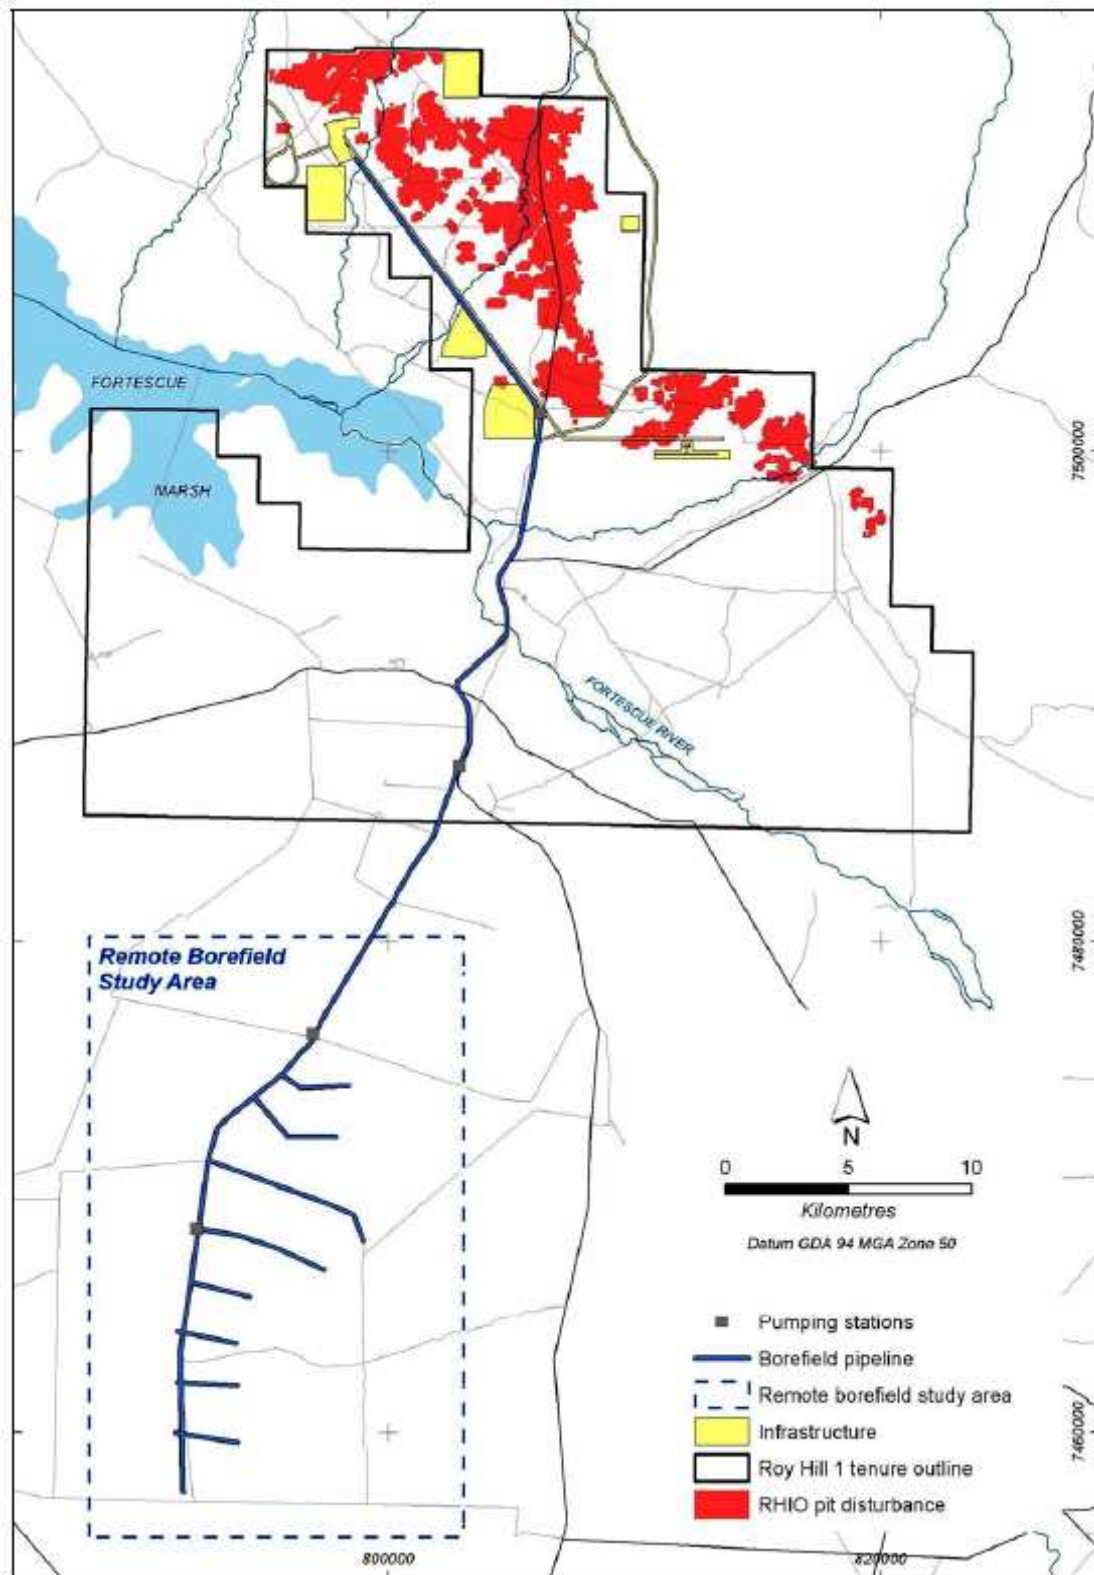 FORTESCUE
MARSH
7500000
FORTESCUE RIVER
7480000
Remote Borefield
Study Area
N
0 5 10
Kilometres
Datum GDA 94 MGA Zone 50
Pumping stations
Borefield pipeline
Remote borefield study area
Infrastructure
Roy Hill 1 tenure outline
RHIO pit disturbance
7460000
800000
820000